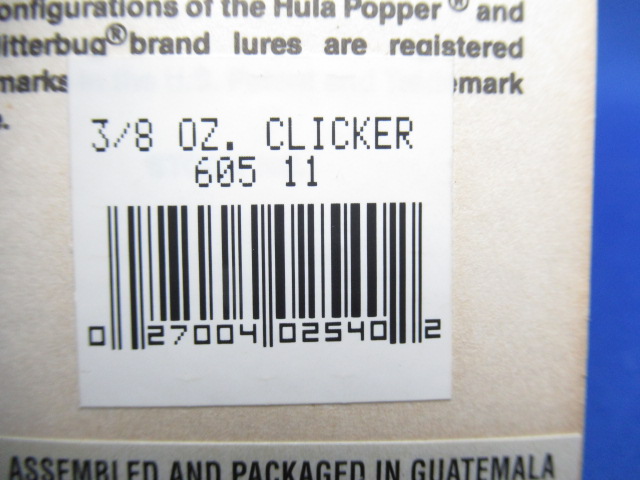 onfigurations of the Hula Popper® and
itterbug® brand lures are registered
marks mark
3/8 OZ. CLICKER
605 11
0 27004 02540 2
ASSEMBLED AND PACKAGED IN GUATEMALA